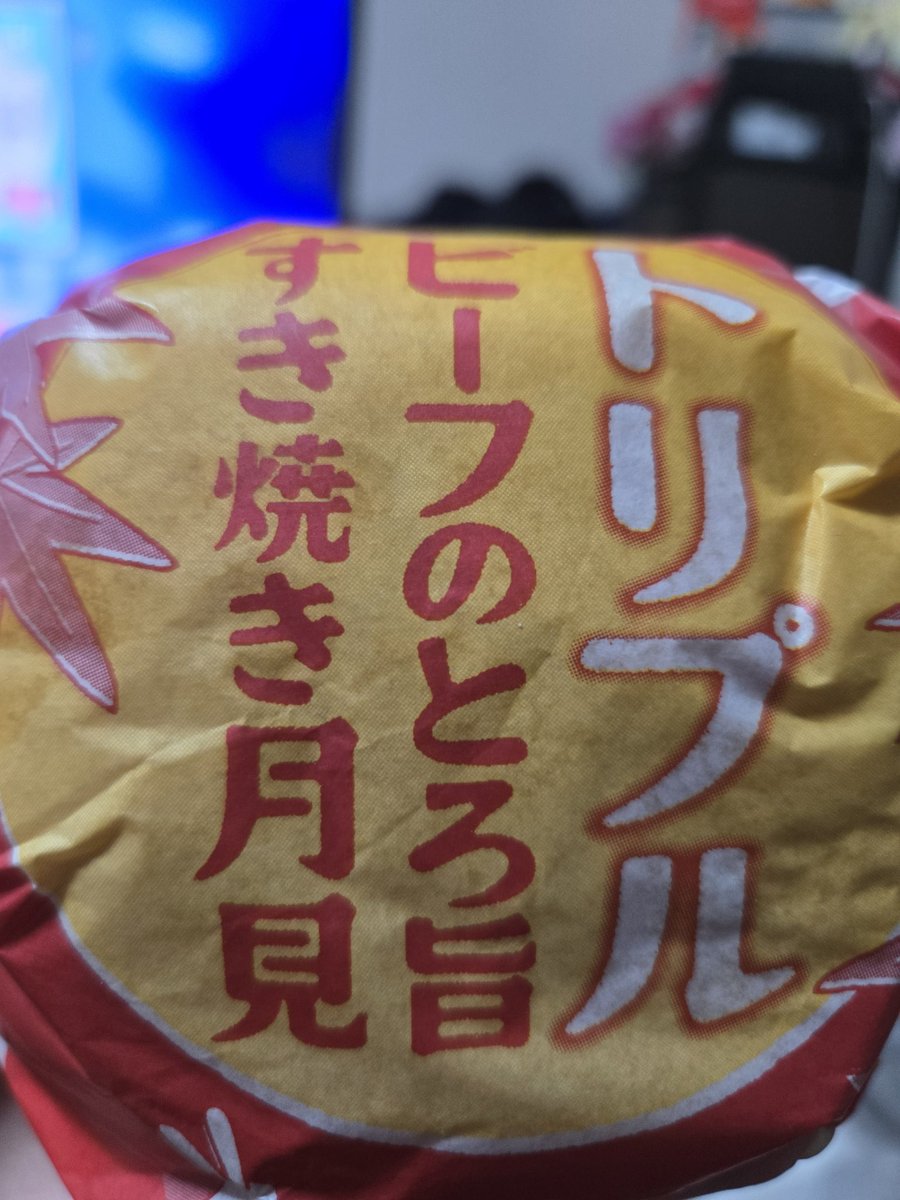 トリプル
ビーフのとろ旨
すき焼き月見